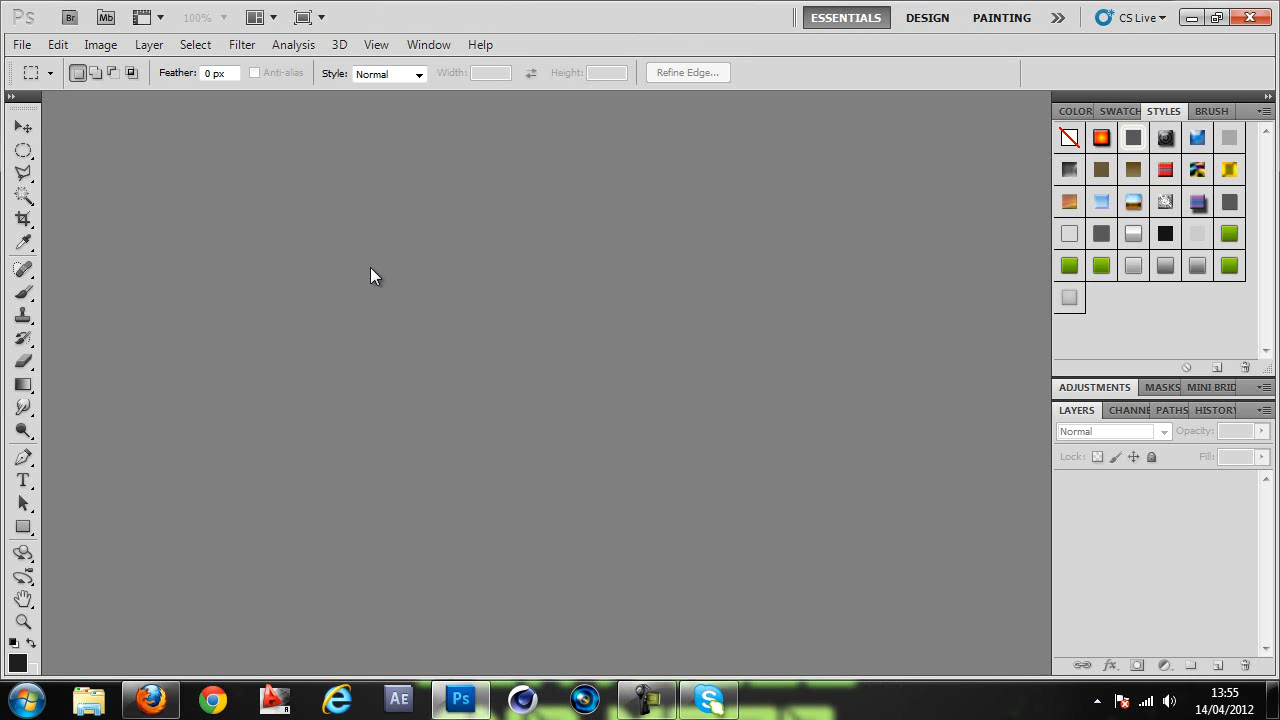 Ps Br Mb 100% ESSENTIALS DESIGN PAINTING CS Live
File Edit Image Layer Select Filter Analysis 3D View Window Help
Feather: 0 px Anti-alias Style: Normal Width: Height: Refine Edge...
COLOR SWATCH STYLES BRUSH
ADJUSTMENTS MASKS MINI BRID
LAYERS CHANNE PATHS HISTORY
Normal Opacity:
Lock: Fill:
T
fx
AE Ps
13:55
14/04/2012